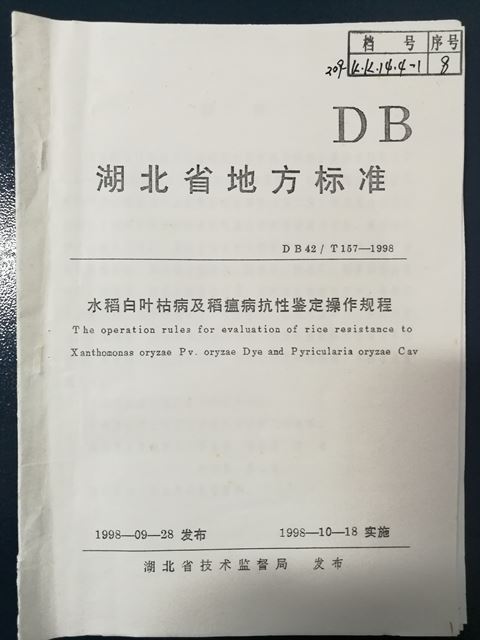 档 号 序号
209-K.K.14.4-1 8
DB
湖北省地方标准
DB42/T157—1998
水稻白叶枯病及稻瘟病抗性鉴定操作规程
The operation rules for evaluation of rice resistance to
Xanthomonas oryzae Pv. oryzae Dye and Pyricularia oryzae Cav
1998—09—28 发布 1998—10—18 实施
湖北省技术监督局 发布